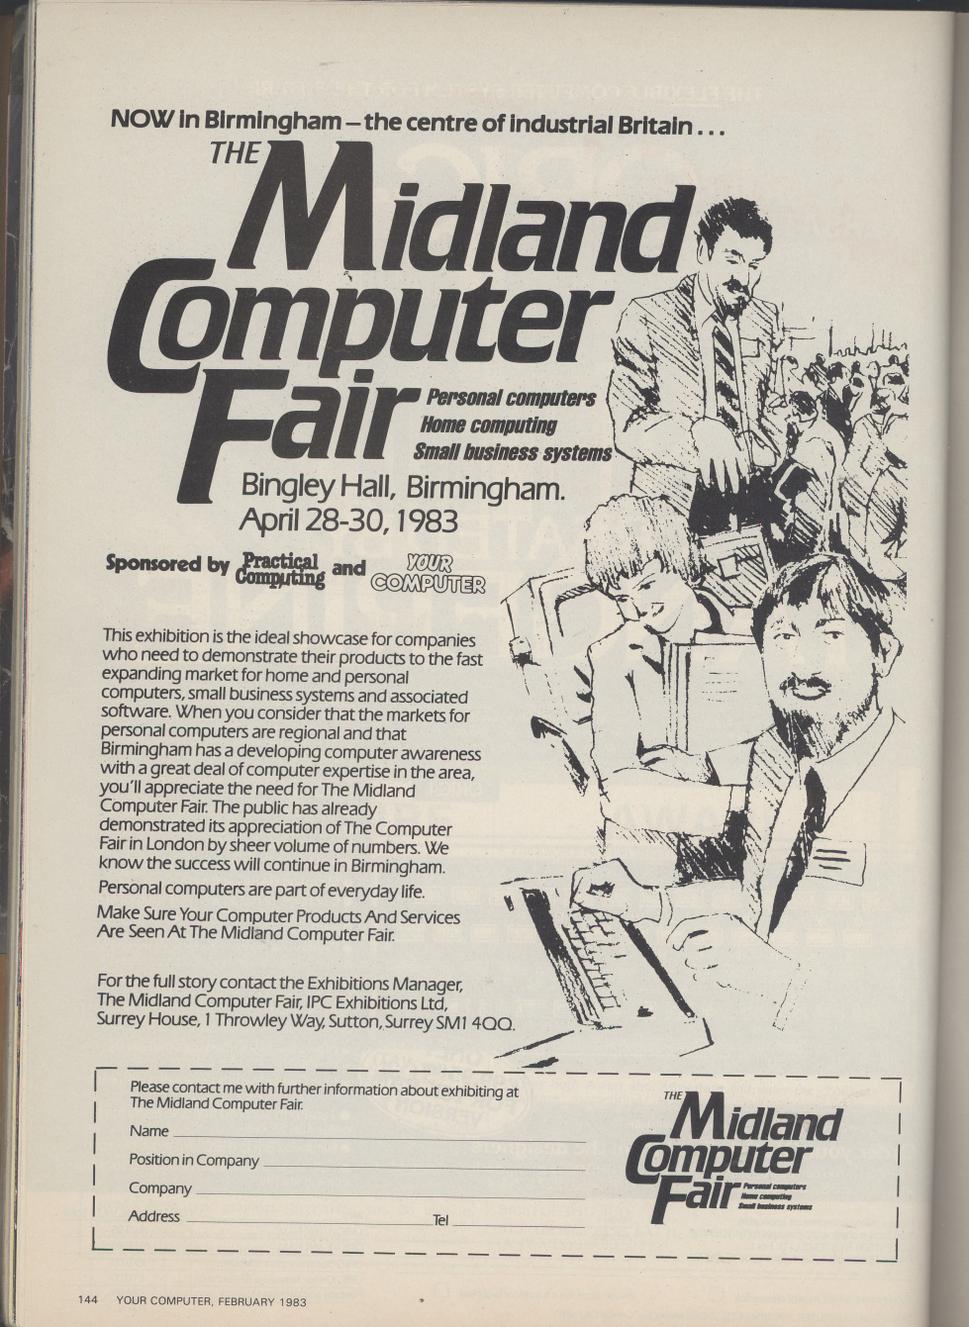 NOW in Birmingham – the centre of industrial Britain . . .
THE
Midland
Computer
Fair
Personal computers
Home computing
Small business systems
Bingley Hall, Birmingham.
April 28-30, 1983
Sponsored by Practical Computing and YOUR COMPUTER
This exhibition is the ideal showcase for companies
who need to demonstrate their products to the fast
expanding market for home and personal
computers, small business systems and associated
software. When you consider that the markets for
personal computers are regional and that
Birmingham has a developing computer awareness
with a great deal of computer expertise in the area,
you'll appreciate the need for The Midland
Computer Fair. The public has already
demonstrated its appreciation of The Computer
Fair in London by sheer volume of numbers. We
know the success will continue in Birmingham.
Personal computers are part of everyday life.
Make Sure Your Computer Products And Services
Are Seen At The Midland Computer Fair.
For the full story contact the Exhibitions Manager,
The Midland Computer Fair, IPC Exhibitions Ltd,
Surrey House, 1 Throwley Way, Sutton, Surrey SM1 4QQ.
Please contact me with further information about exhibiting at
The Midland Computer Fair.
Name
Position in Company
Company
Address Tel
THE
Midland
Computer
Fair
Personal computers
Home computing
Small business systems
144 YOUR COMPUTER, FEBRUARY 1983